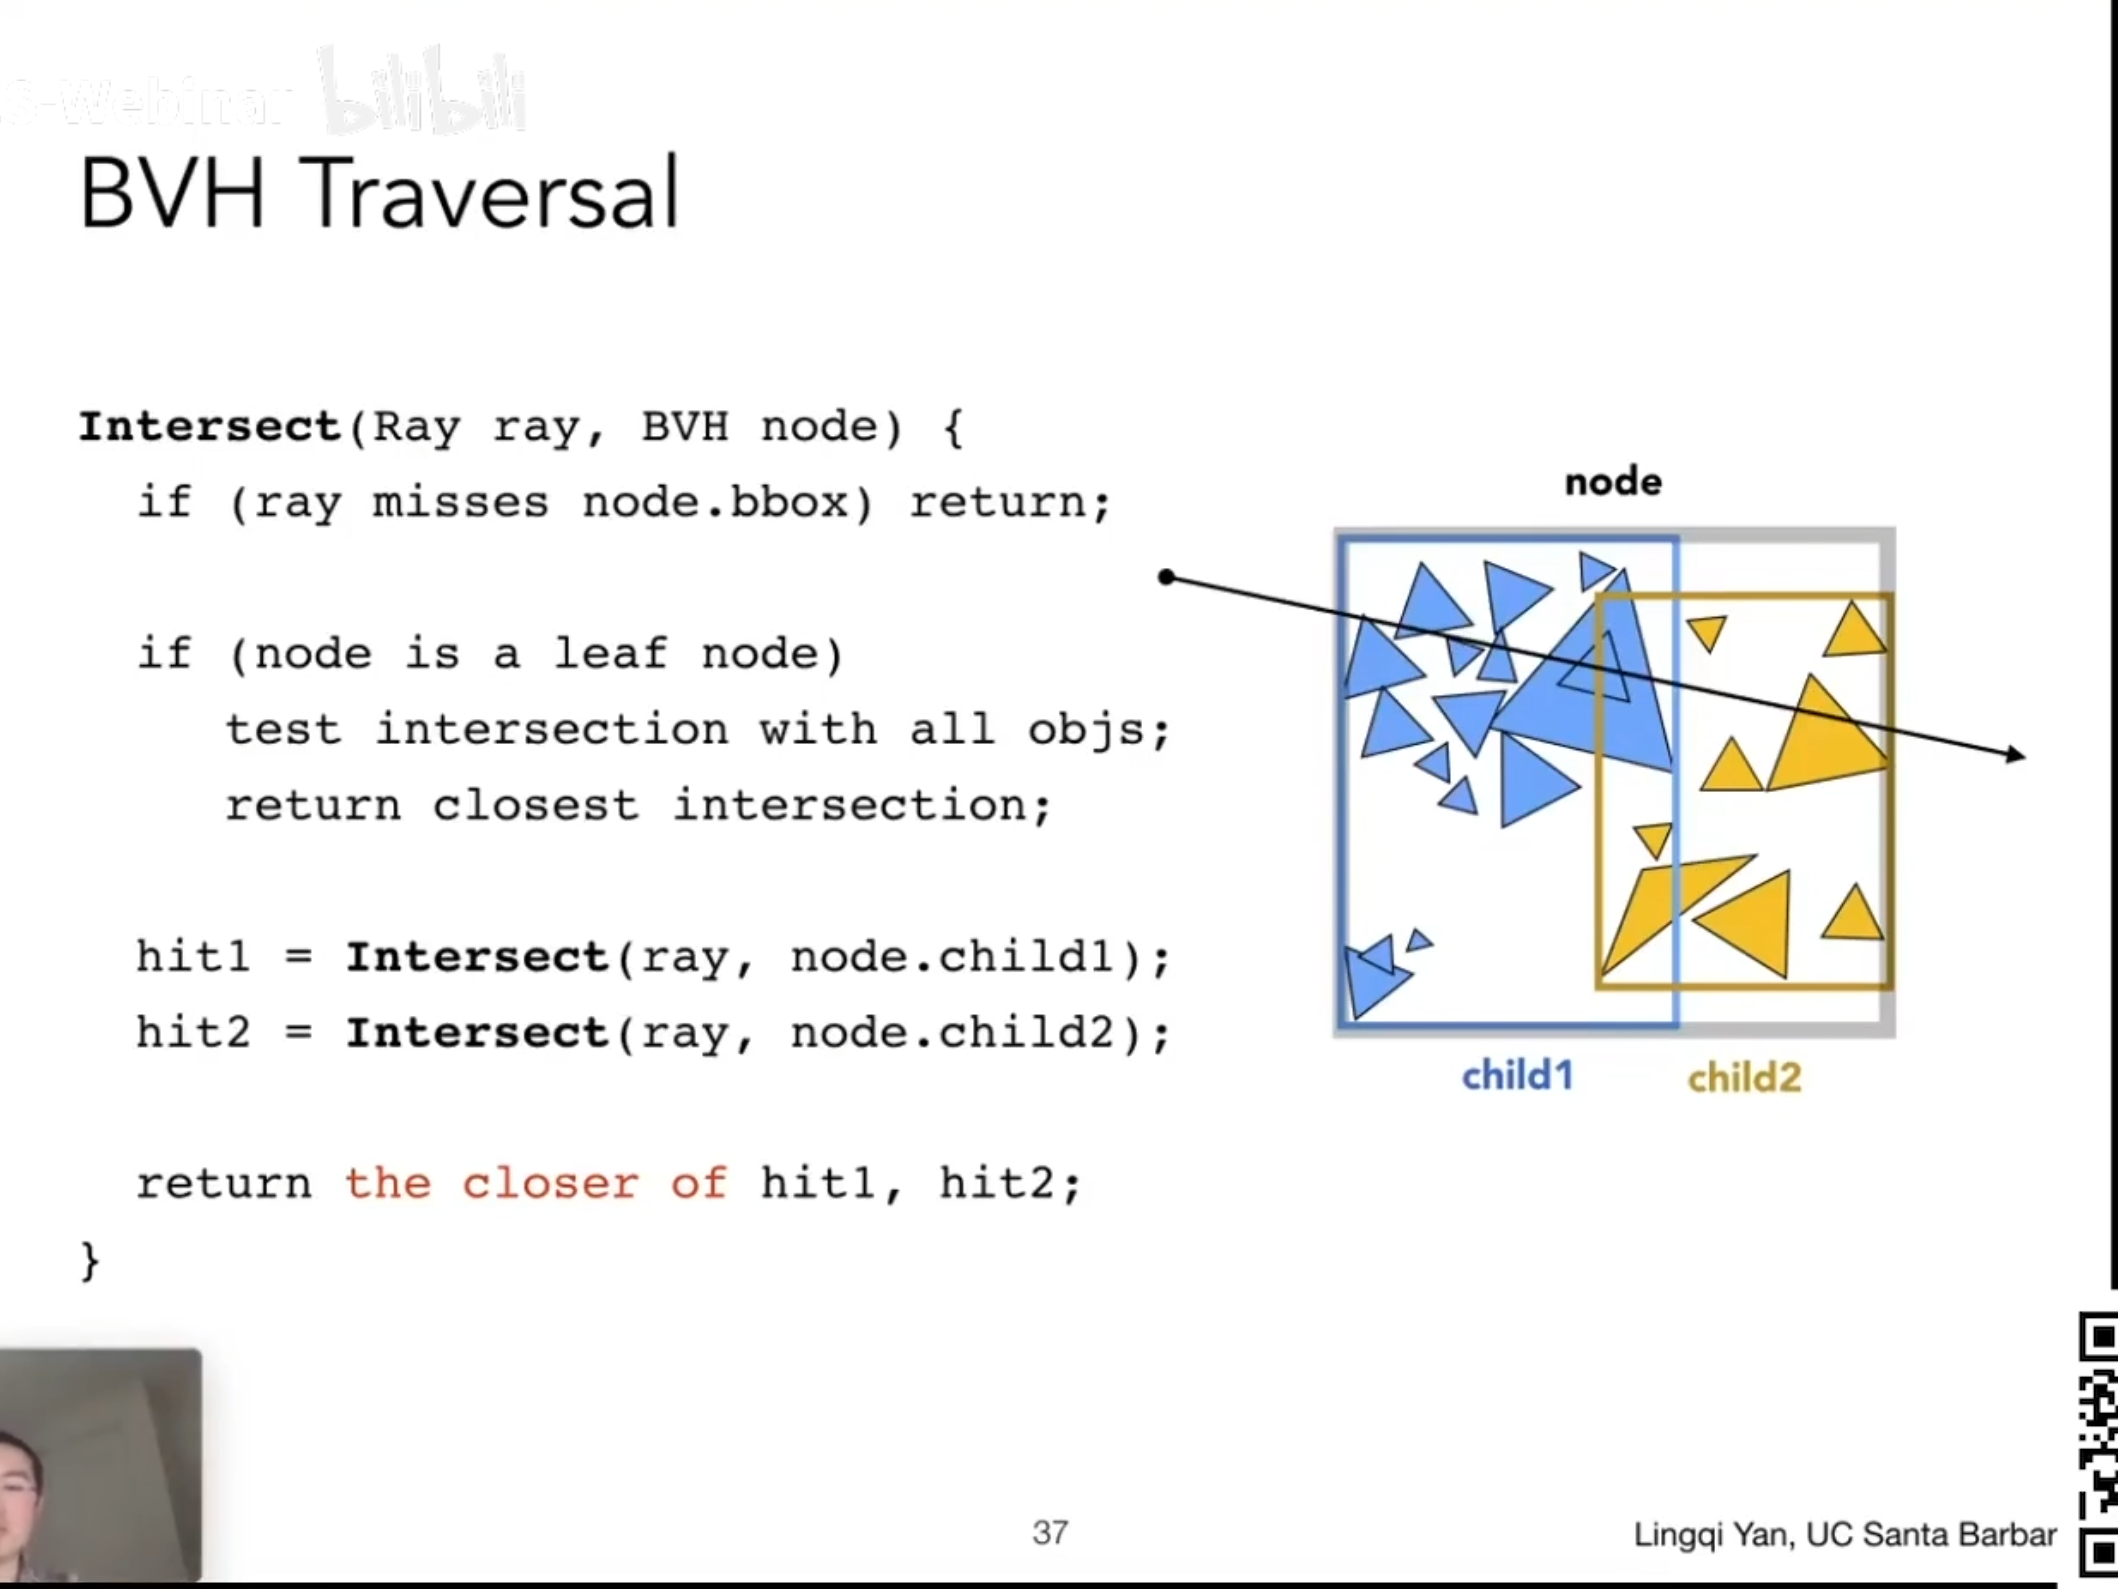 S-Webinar bilibili
BVH Traversal
Intersect(Ray ray, BVH node) {
if (ray misses node.bbox) return;
if (node is a leaf node)
test intersection with all objs;
return closest intersection;
hit1 = Intersect(ray, node.child1);
hit2 = Intersect(ray, node.child2);
return the closer of hit1, hit2;
}
node
child1
child2
37
Lingqi Yan, UC Santa Barbar